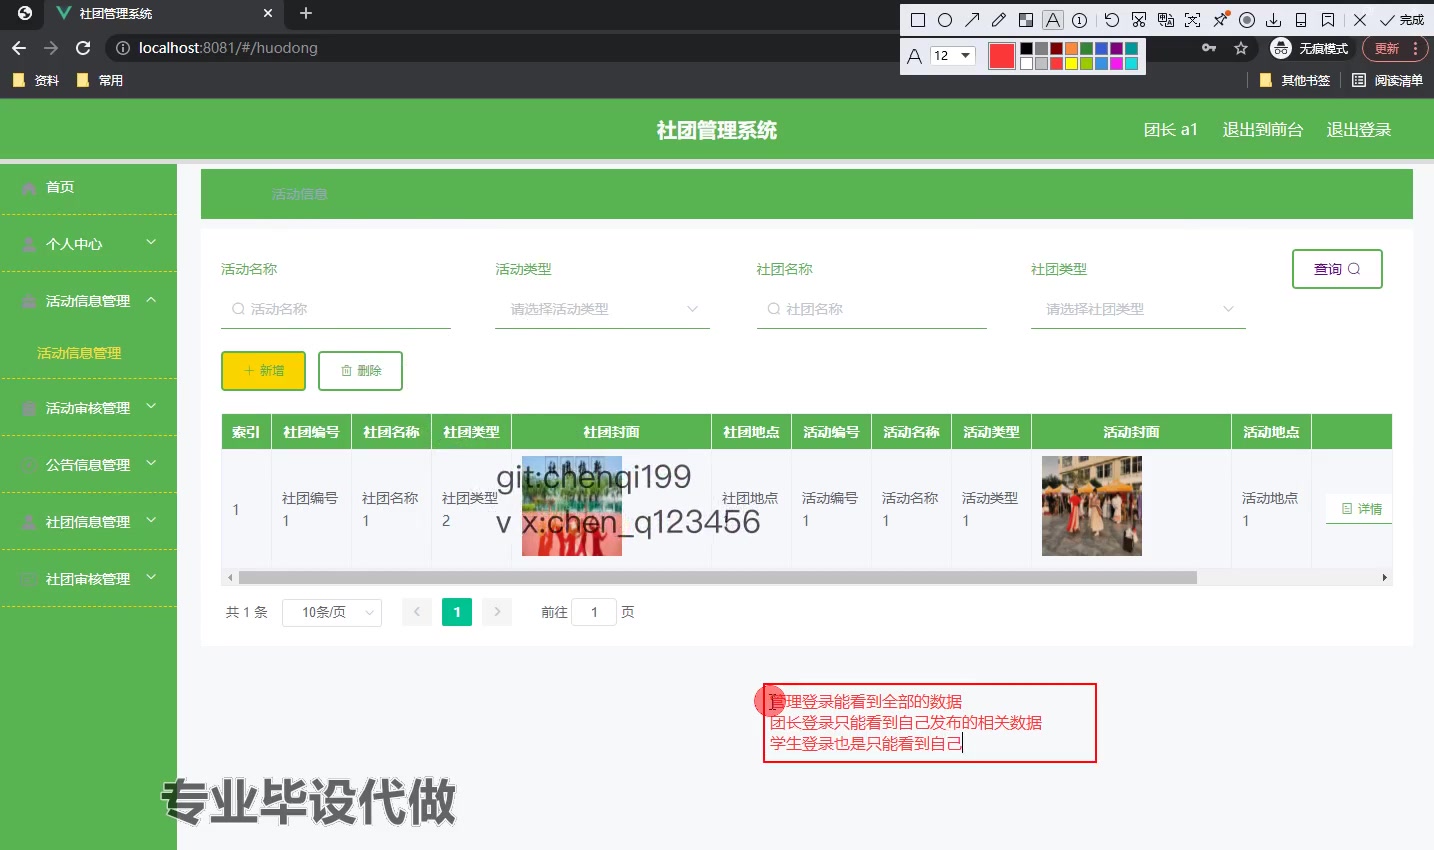 社团管理系统
12
完成
localhost:8081/#/huodong
无痕模式
更新
资料
常用
其他书签
阅读清单
社团管理系统
团长 a1
退出到前台
退出登录
首页
个人中心
活动信息管理
活动信息管理
活动审核管理
公告信息管理
社团信息管理
社团审核管理
活动信息
活动名称
活动类型
社团名称
社团类型
查询
活动名称
请选择活动类型
社团名称
请选择社团类型
新增
删除
索引 社团编号 社团名称 社团类型 社团封面 社团地点 活动编号 活动名称 活动类型 活动封面 活动地点
1 社团编号1 社团名称1 社团类型2 社团地点1 活动编号1 活动名称1 活动类型1 活动地点1 详情
git:chenqi199
v x:chen_q123456
共 1 条 10条/页 1 前往 1 页
管理登录能看到全部的数据
团长登录只能看到自己发布的相关数据
学生登录也是只能看到自己
专业毕设代做